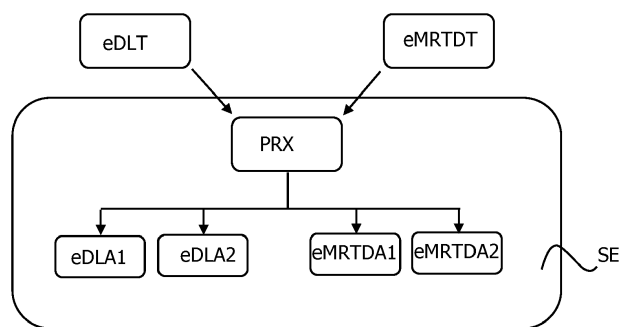 eDLT
eMRTDT
PRX
eDLA1
eDLA2
eMRTDA1
eMRTDA2
SE